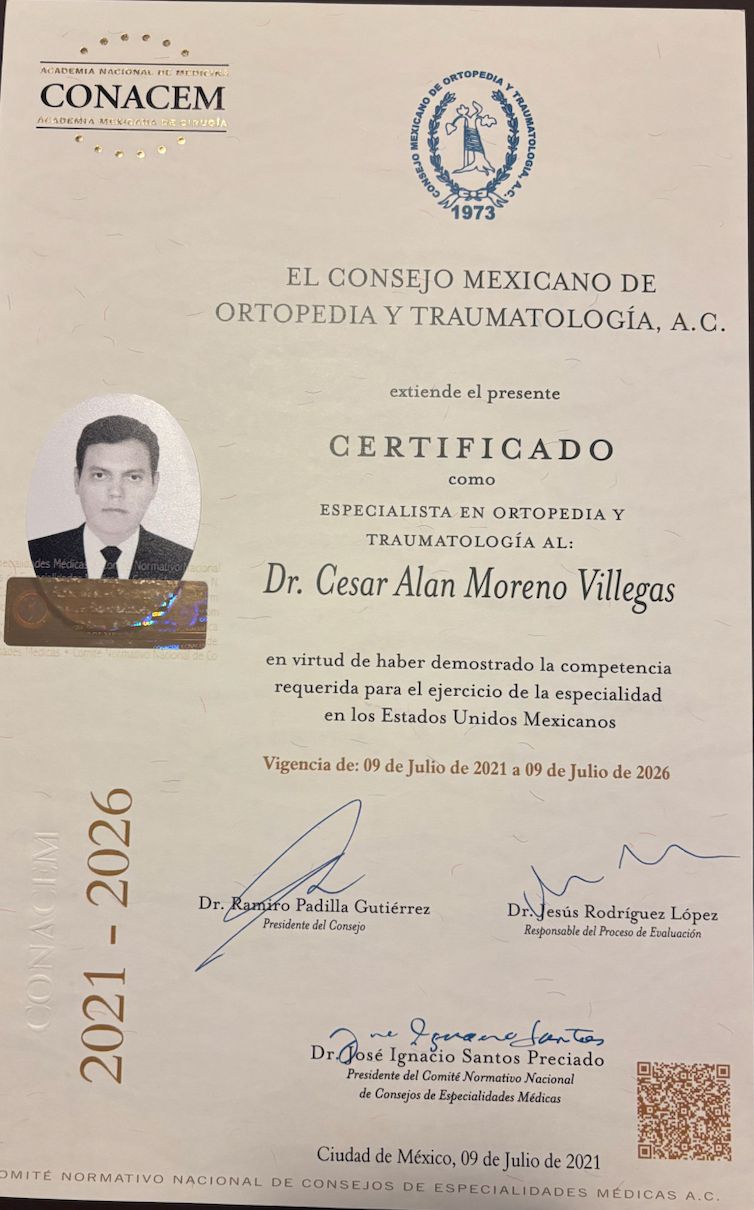 ACADEMIA NACIONAL DE MEDICINA
CONACEM
ACADEMIA MEXICANA DE CIRUGÍA
CONSEJO MEXICANO DE ORTOPEDIA Y TRAUMATOLOGIA, A.C.
1973
EL CONSEJO MEXICANO DE
ORTOPEDIA Y TRAUMATOLOGÍA, A.C.
extiende el presente
CERTIFICADO
como
ESPECIALISTA EN ORTOPEDIA Y
TRAUMATOLOGÍA AL:
Dr. Cesar Alan Moreno Villegas
en virtud de haber demostrado la competencia
requerida para el ejercicio de la especialidad
en los Estados Unidos Mexicanos
Vigencia de: 09 de Julio de 2021 a 09 de Julio de 2026
CONACEM
2021 - 2026
Dr. Ramiro Padilla Gutiérrez
Presidente del Consejo
Dr. Jesús Rodríguez López
Responsable del Proceso de Evaluación
Jose Ignacio Santos
Dr. José Ignacio Santos Preciado
Presidente del Comité Normativo Nacional
de Consejos de Especialidades Médicas
Ciudad de México, 09 de Julio de 2021
OMITÉ NORMATIVO NACIONAL DE CONSEJOS DE ESPECIALIDADES MÉDICAS A.C.